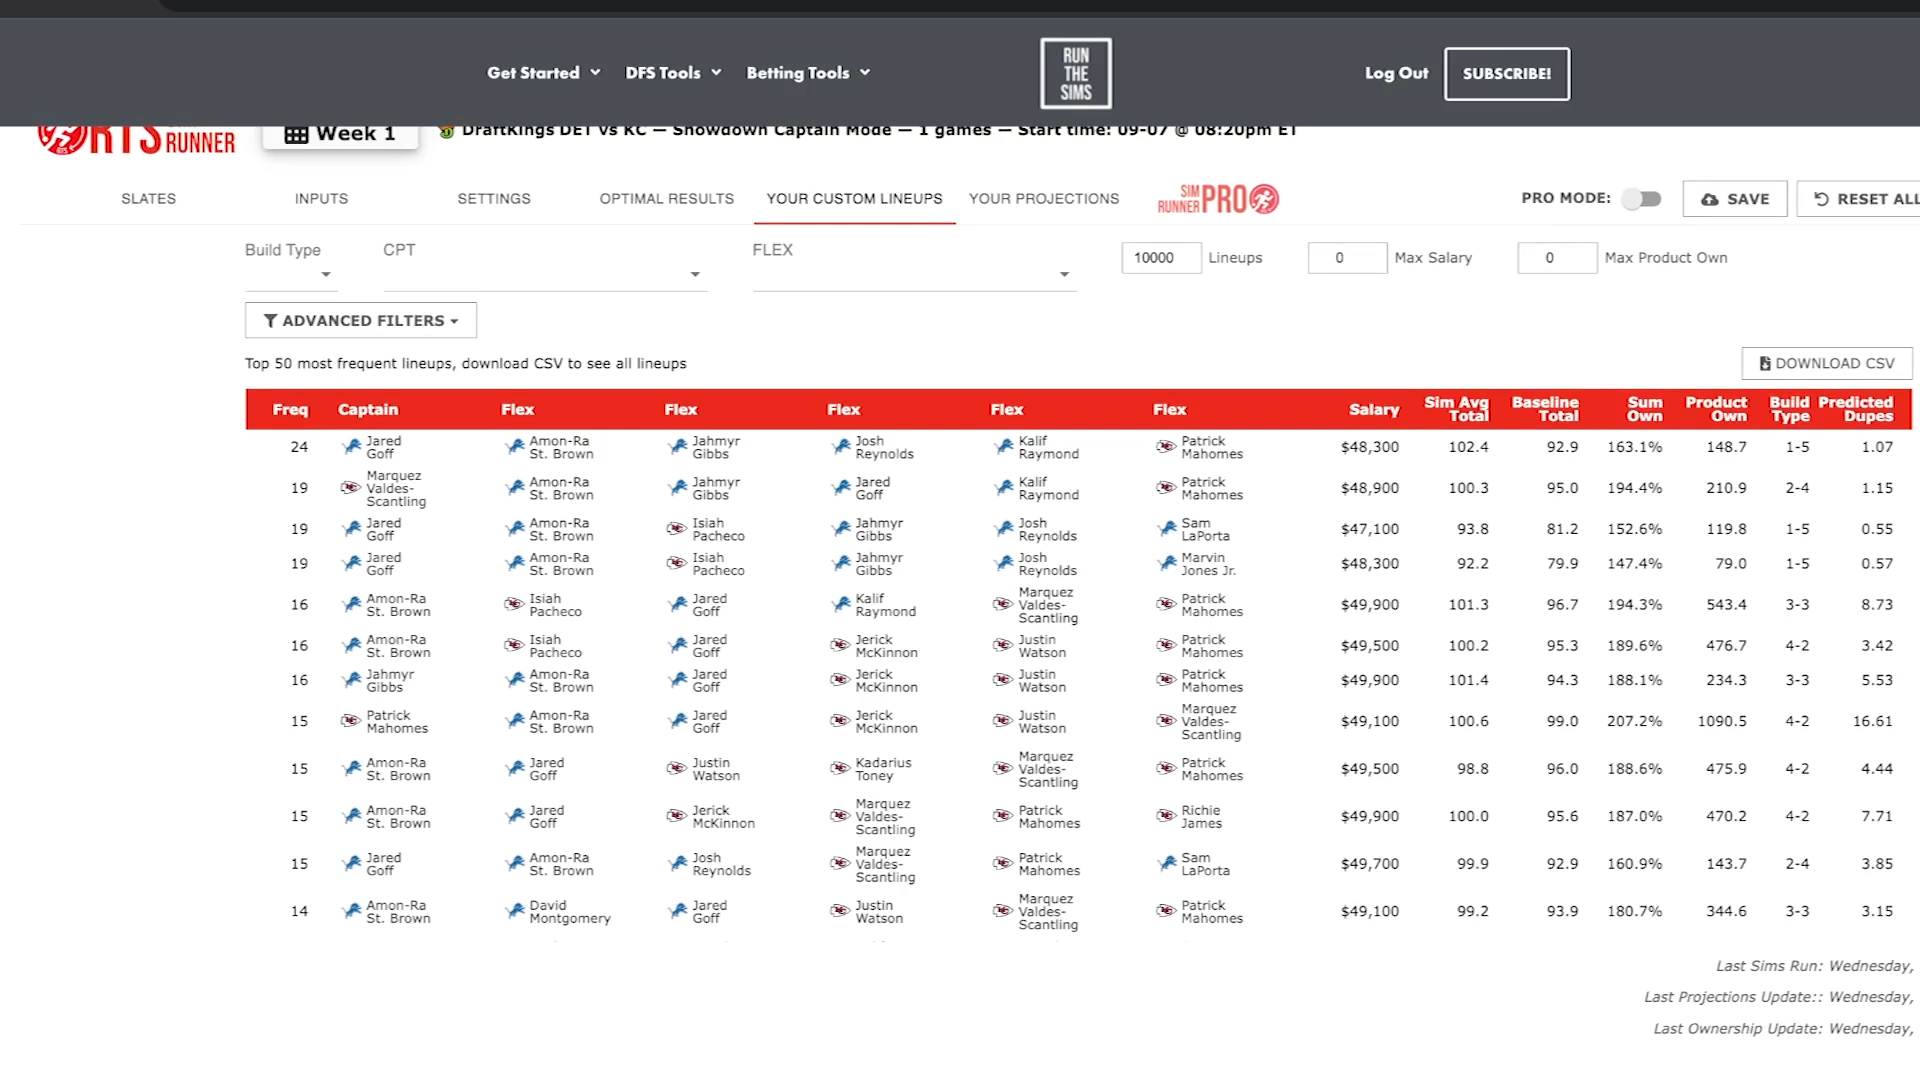 Get Started DFS Tools Betting Tools RUN THE SIMS Log Out SUBSCRIBE!
RTS RUNNER Week 1 DraftKings DET vs KC — Showdown Captain Mode — 1 games — Start time: 09-07 @ 08:20pm ET
SLATES INPUTS SETTINGS OPTIMAL RESULTS YOUR CUSTOM LINEUPS YOUR PROJECTIONS SIM RUNNER PRO PRO MODE: SAVE RESET ALL
Build Type CPT FLEX 10000 Lineups 0 Max Salary 0 Max Product Own
ADVANCED FILTERS
Top 50 most frequent lineups, download CSV to see all lineups DOWNLOAD CSV
Freq Captain Flex Flex Flex Flex Flex Salary Sim Avg Total Baseline Total Sum Own Product Own Build Type Predicted Dupes
24 Jared Goff Amon-Ra St. Brown Jahmyr Gibbs Josh Reynolds Kalif Raymond Patrick Mahomes $48,300 102.4 92.9 163.1% 148.7 1-5 1.07
19 Marquez Valdes-Scantling Amon-Ra St. Brown Jahmyr Gibbs Jared Goff Kalif Raymond Patrick Mahomes $48,900 100.3 95.0 194.4% 210.9 2-4 1.15
19 Jared Goff Amon-Ra St. Brown Isiah Pacheco Jahmyr Gibbs Josh Reynolds Sam LaPorta $47,100 93.8 81.2 152.6% 119.8 1-5 0.55
19 Jared Goff Amon-Ra St. Brown Isiah Pacheco Jahmyr Gibbs Josh Reynolds Marvin Jones Jr. $48,300 92.2 79.9 147.4% 79.0 1-5 0.57
16 Amon-Ra St. Brown Isiah Pacheco Jared Goff Kalif Raymond Marquez Valdes-Scantling Patrick Mahomes $49,900 101.3 96.7 194.3% 543.4 3-3 8.73
16 Amon-Ra St. Brown Isiah Pacheco Jared Goff Jerick McKinnon Justin Watson Patrick Mahomes $49,500 100.2 95.3 189.6% 476.7 4-2 3.42
16 Jahmyr Gibbs Amon-Ra St. Brown Jared Goff Jerick McKinnon Justin Watson Patrick Mahomes $49,900 101.4 94.3 188.1% 234.3 3-3 5.53
15 Patrick Mahomes Amon-Ra St. Brown Jared Goff Jerick McKinnon Justin Watson Marquez Valdes-Scantling $49,100 100.6 99.0 207.2% 1090.5 4-2 16.61
15 Amon-Ra St. Brown Jared Goff Justin Watson Kadarius Toney Marquez Valdes-Scantling Patrick Mahomes $49,500 98.8 96.0 188.6% 475.9 4-2 4.44
15 Amon-Ra St. Brown Jared Goff Jerick McKinnon Marquez Valdes-Scantling Patrick Mahomes Richie James $49,900 100.0 95.6 187.0% 470.2 4-2 7.71
15 Jared Goff Amon-Ra St. Brown Josh Reynolds Marquez Valdes-Scantling Patrick Mahomes Sam LaPorta $49,700 99.9 92.9 160.9% 143.7 2-4 3.85
14 Amon-Ra St. Brown David Montgomery Jared Goff Justin Watson Marquez Valdes-Scantling Patrick Mahomes $49,100 99.2 93.9 180.7% 344.6 3-3 3.15
Last Sims Run: Wednesday,
Last Projections Update:: Wednesday,
Last Ownership Update: Wednesday,